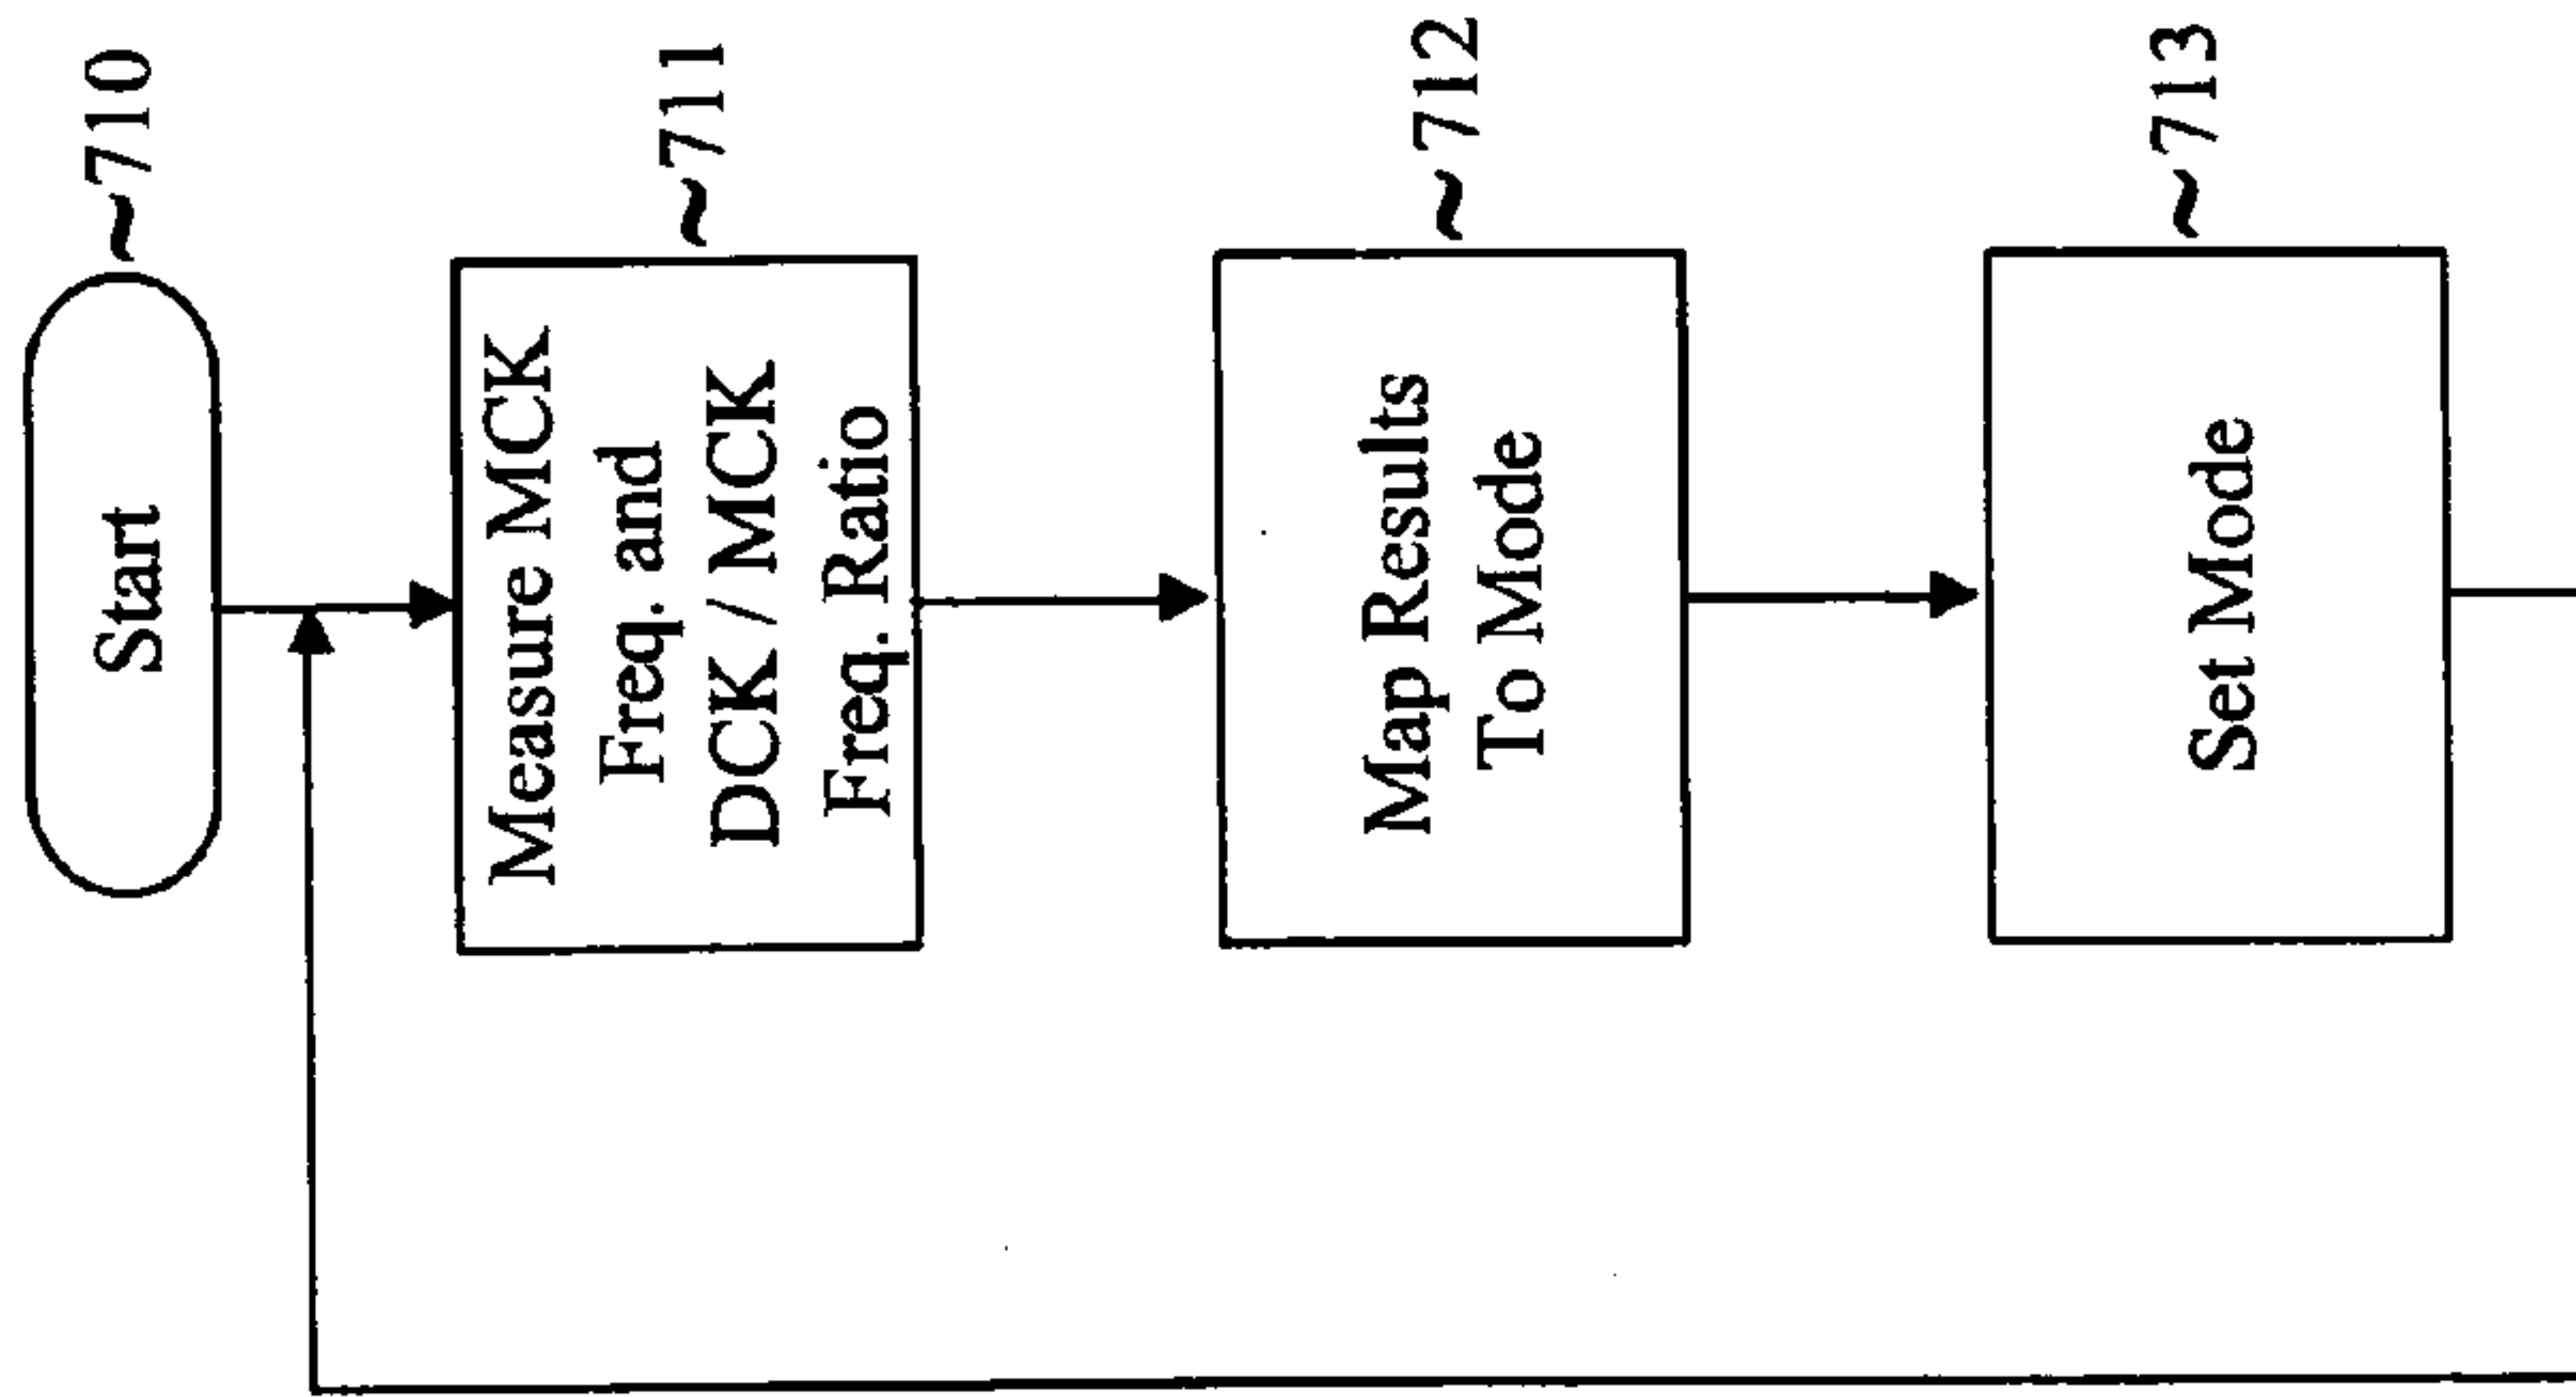 Start
~710
Measure MCK
Freq. and
DCK / MCK
Freq. Ratio
~711
Map Results
To Mode
~712
Set Mode
~713